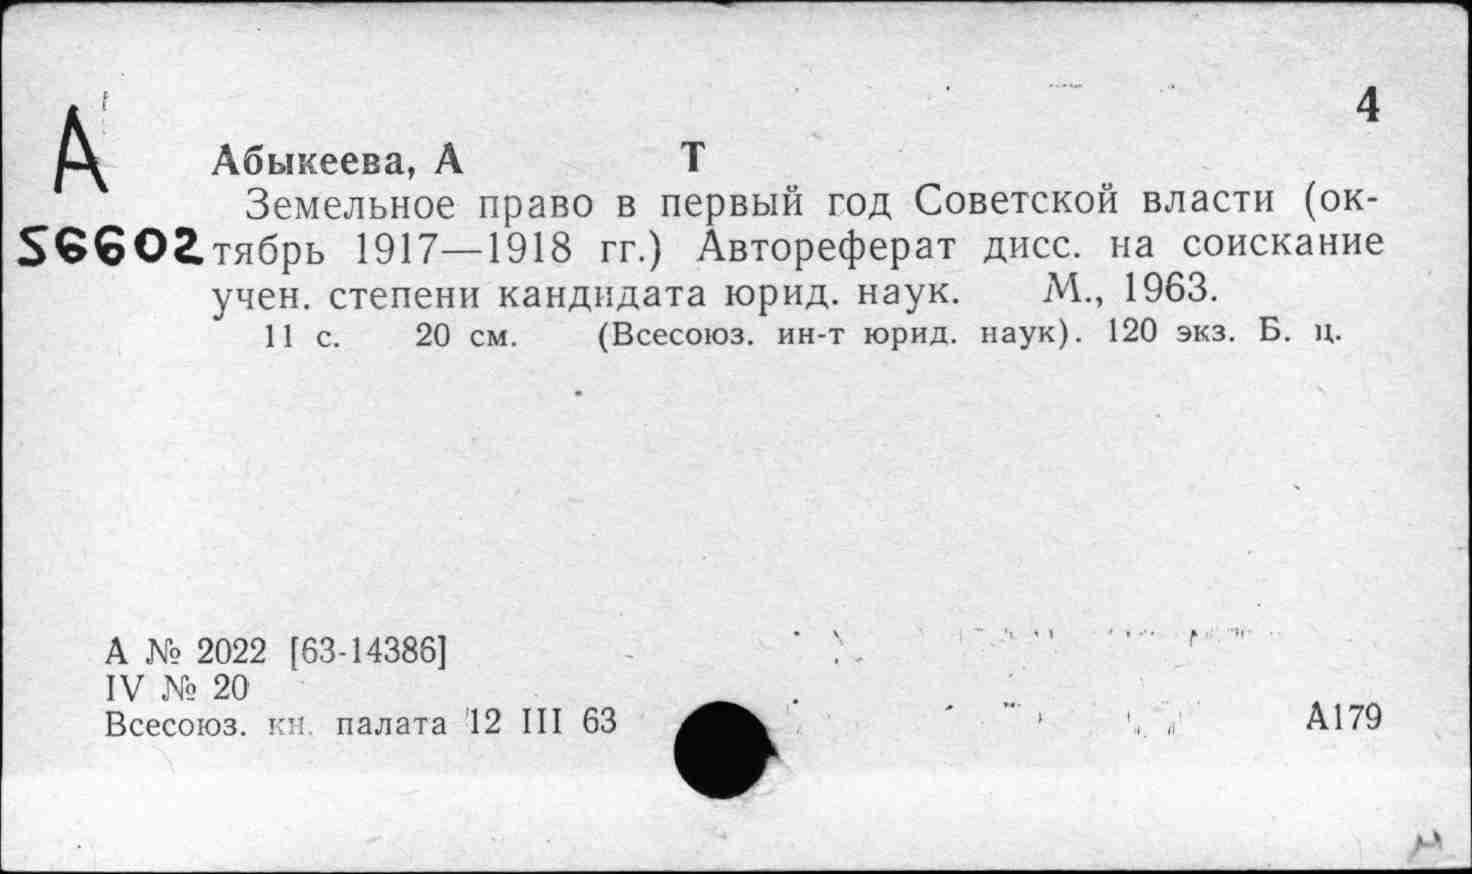 4
А
Абыкеева, А Т
Земельное право в первый год Советской власти (ок-
56602 тябрь 1917—1918 гг.) Автореферат дисс. на соискание
учен. степени кандидата юрид. наук. М., 1963.
11 с. 20 см. (Всесоюз. ин-т юрид. наук). 120 экз. Б. ц.
А № 2022 [63-14386]
IV № 20
Всесоюз. кн. палата 12 III 63
А179